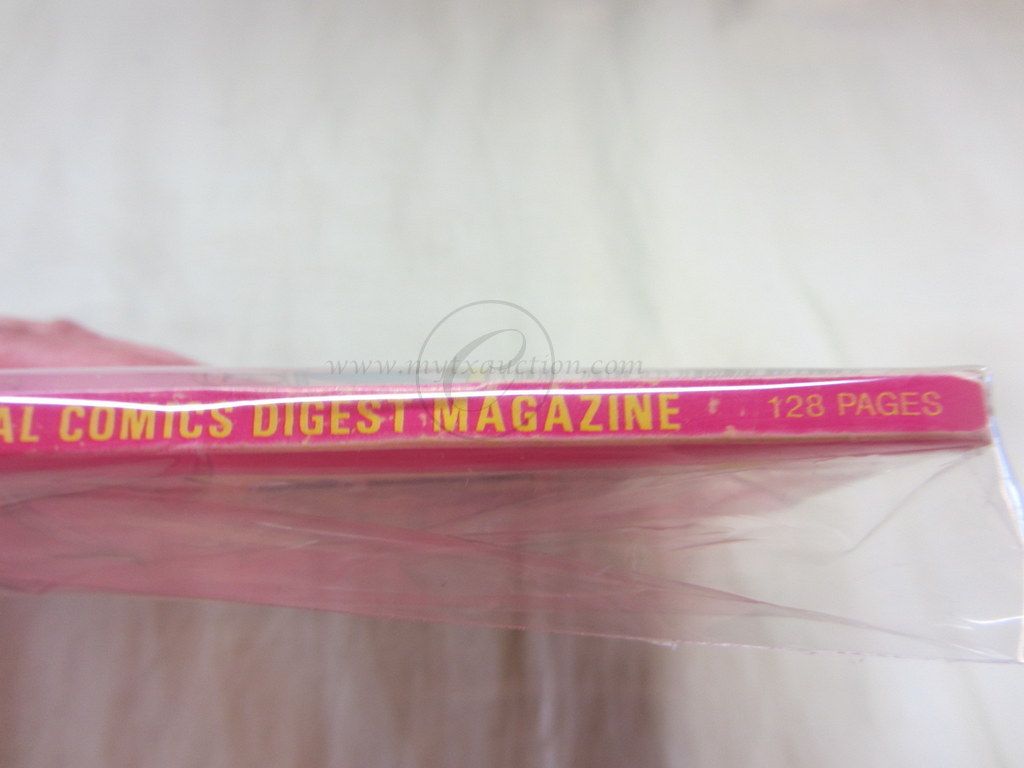 www.mytxauction.com
AL COMICS DIGEST MAGAZINE 128 PAGES